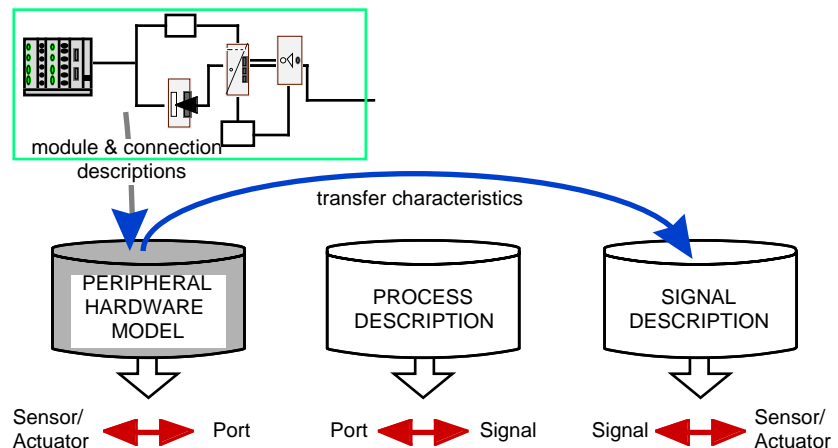 module & connection
descriptions
transfer characteristics
PERIPHERAL
HARDWARE
MODEL
PROCESS
DESCRIPTION
SIGNAL
DESCRIPTION
Sensor/
Actuator
Port
Port
Signal
Signal
Sensor/
Actuator